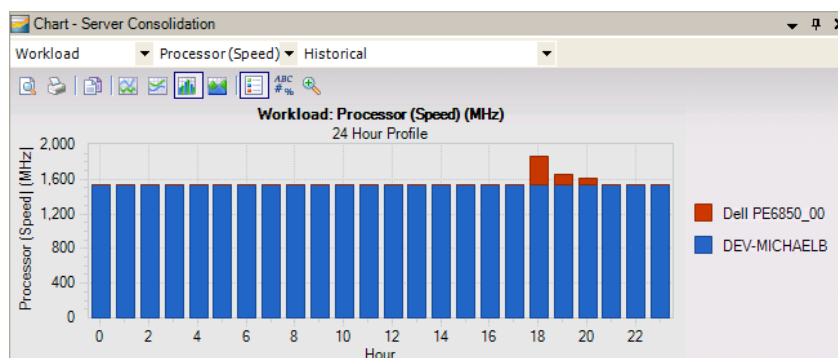 Chart - Server Consolidation
Workload Processor (Speed) Historical
ABC
#%
Workload: Processor (Speed) (MHz)
24 Hour Profile
Processor (Speed) (MHz)
2,000
1,600
1,200
800
400
0
0 2 4 6 8 10 12 14 16 18 20 22
Hour
Dell PE6850_00
DEV-MICHAELB